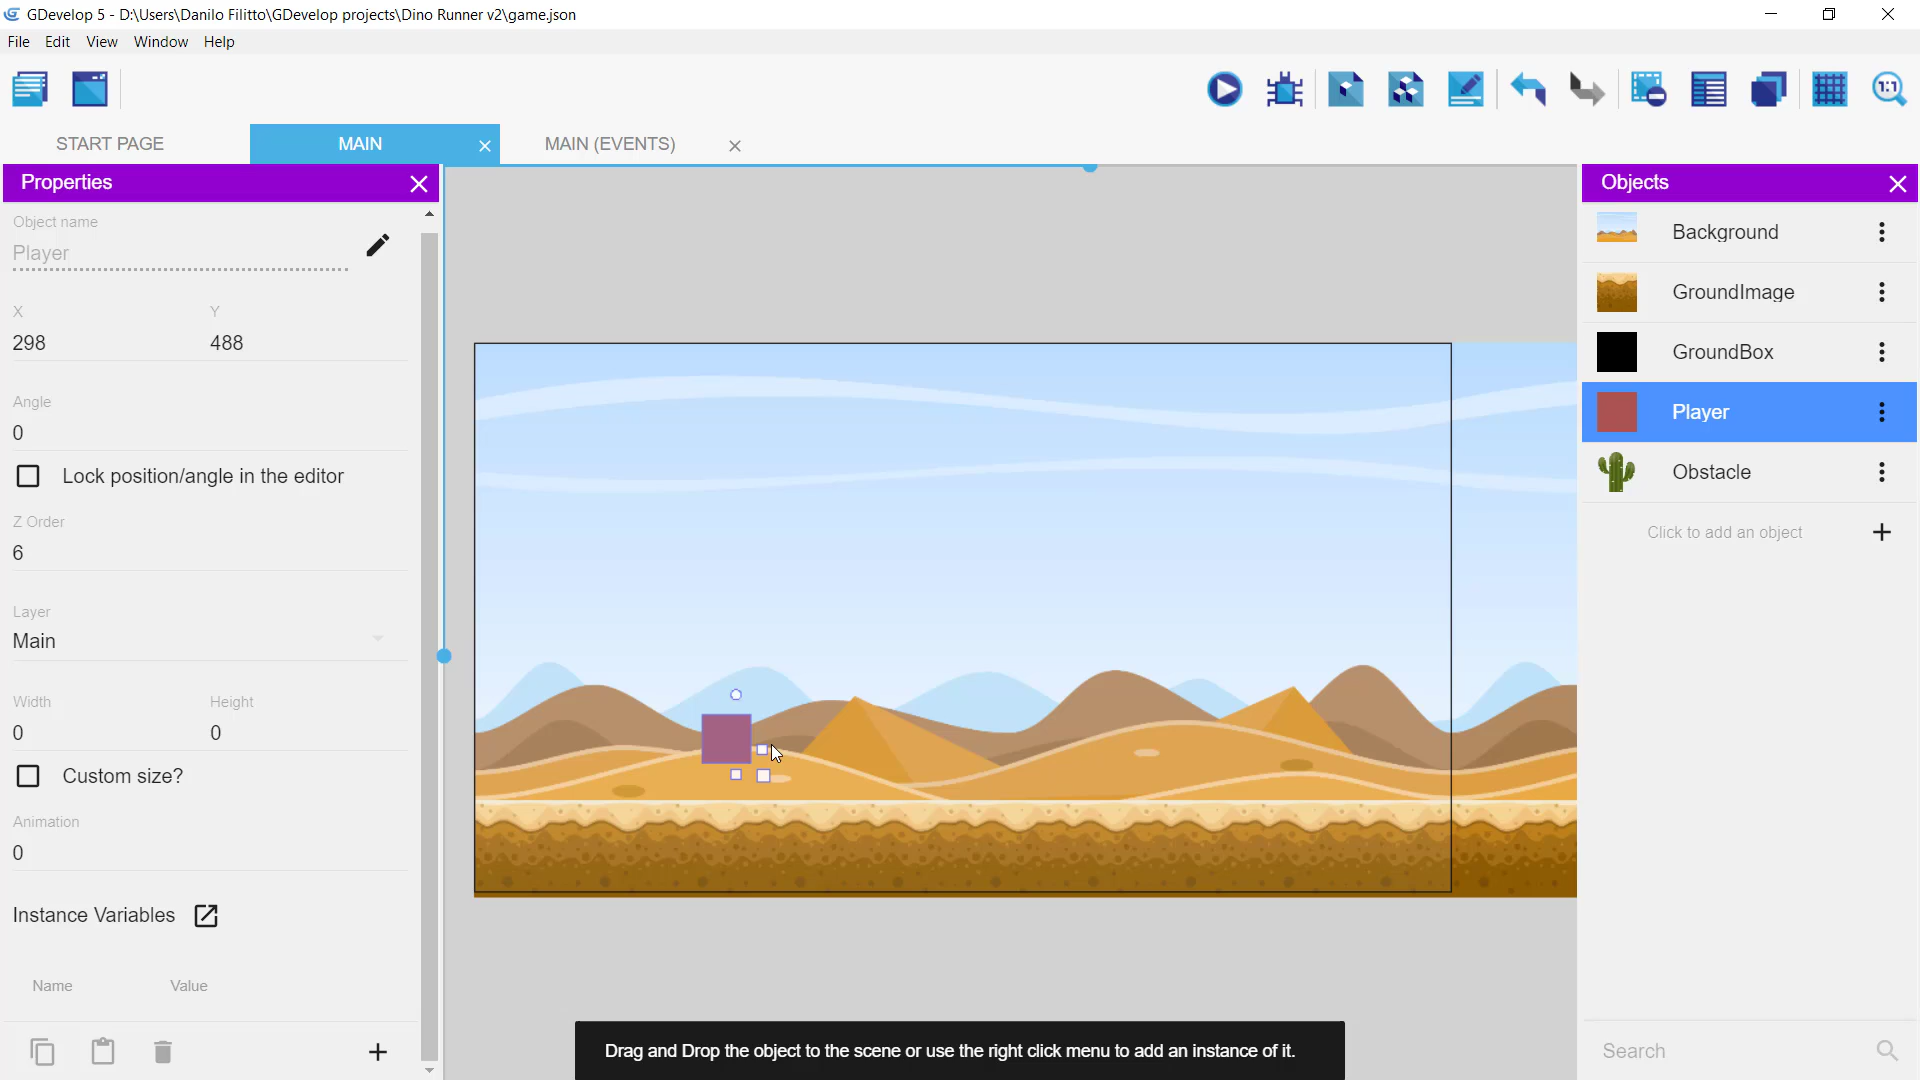 GDevelop 5 - D:\Users\Danilo Filitto\GDevelop projects\Dino Runner v2\game.json
File Edit View Window Help
1:1
START PAGE MAIN MAIN (EVENTS)
Properties
Object name
Player
X Y
298 488
Angle
0
Lock position/angle in the editor
Z Order
6
Layer
Main
Width Height
0 0
Custom size?
Animation
0
Instance Variables
Name Value
Objects
Background
GroundImage
GroundBox
Player
Obstacle
Click to add an object
Search
Drag and Drop the object to the scene or use the right click menu to add an instance of it.